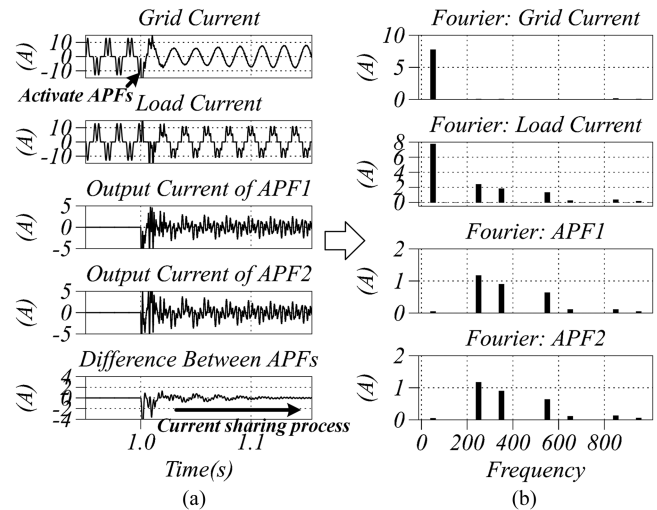 Grid Current
(A)
10
0
-10
Activate APFs
Load Current
(A)
10
0
-10
Output Current of APF1
(A)
5
0
-5
Output Current of APF2
(A)
5
0
-5
Difference Between APFs
(A)
4
2
0
-2
-4
Current sharing process
1.0
1.1
Time(s)
(a)
Fourier: Grid Current
(A)
10
5
0
Fourier: Load Current
(A)
8
6
4
2
0
Fourier: APF1
(A)
2
1
0
Fourier: APF2
(A)
2
1
0
0 200 400 600 800
Frequency
(b)